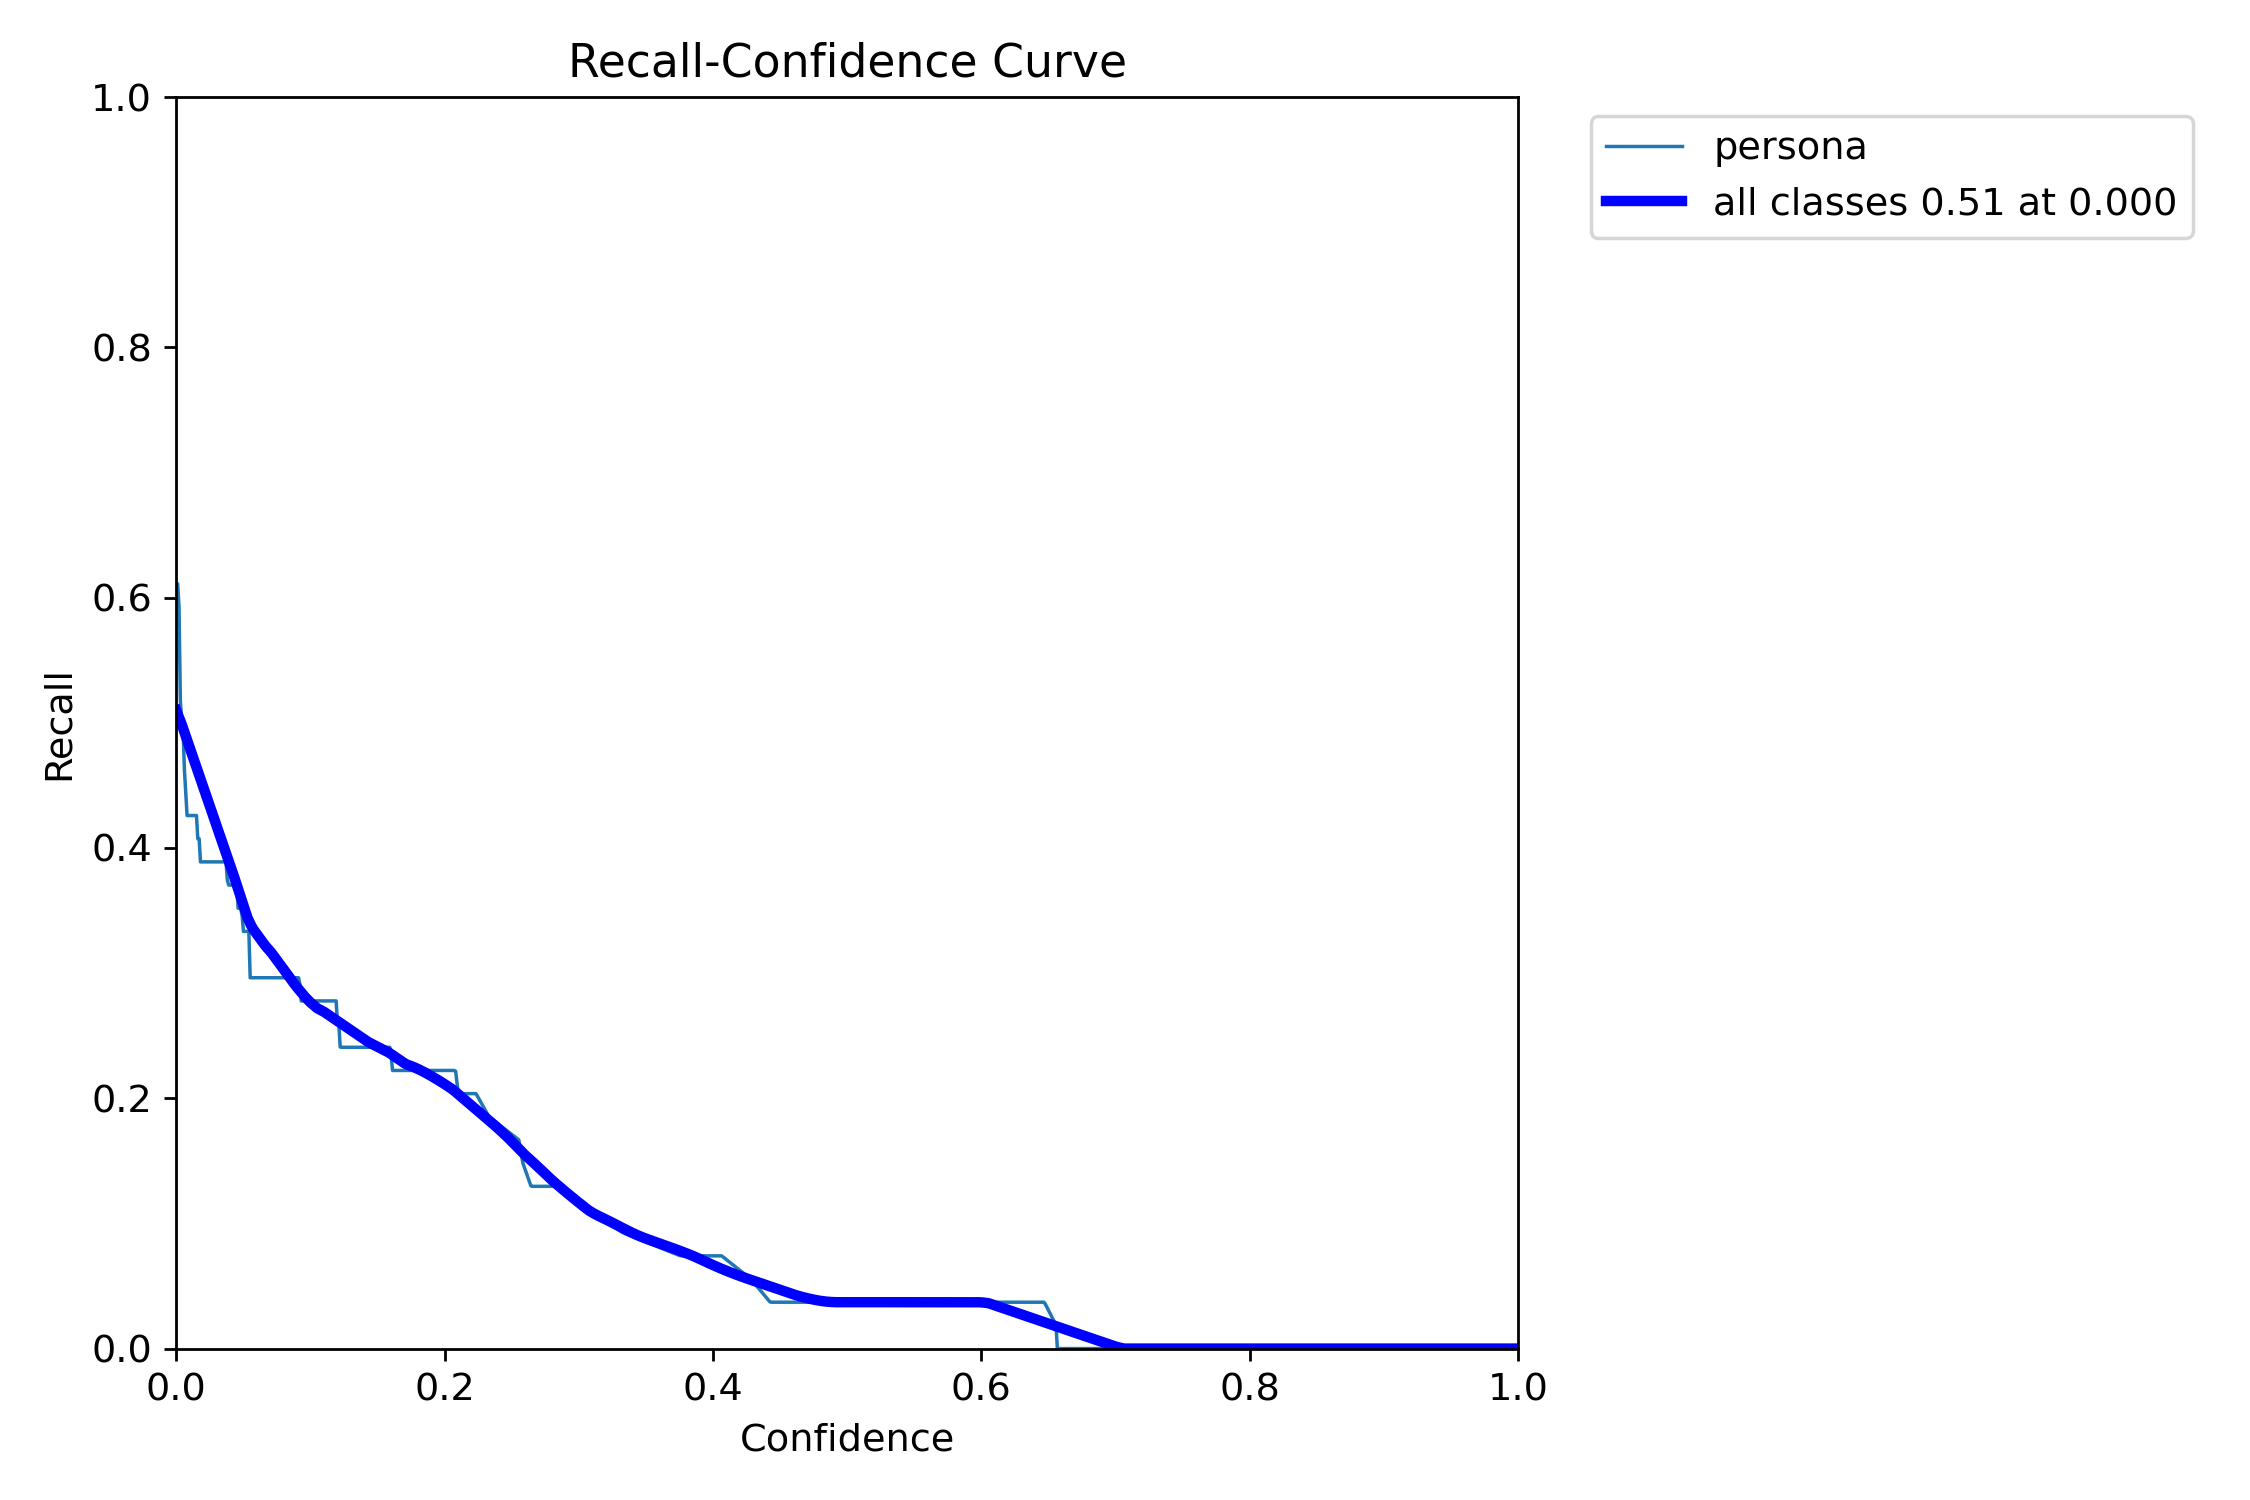 Recall-Confidence Curve
1.0
0.8
0.6
0.4
0.2
0.0
Recall
0.0 0.2 0.4 0.6 0.8 1.0
Confidence
persona
all classes 0.51 at 0.000